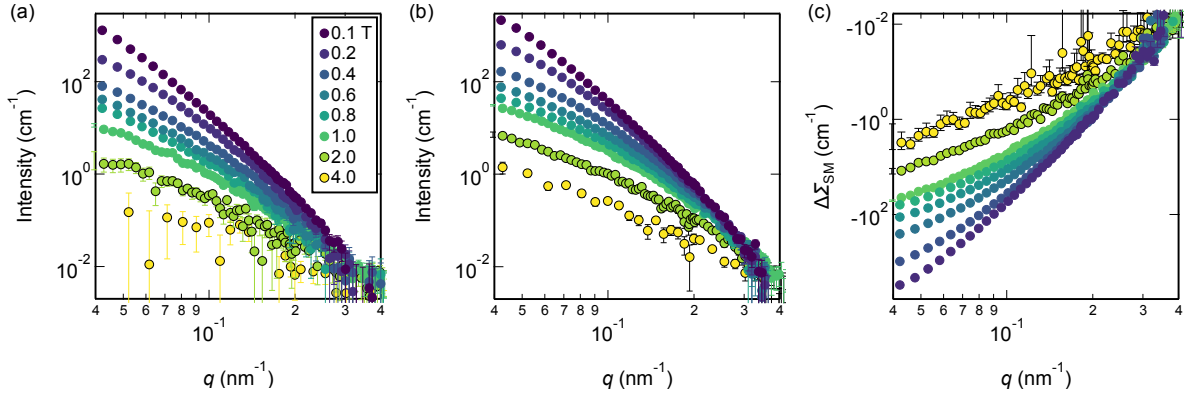 (a)
Intensity (cm⁻¹)
10²
10⁰
10⁻²
0.1 T
0.2
0.4
0.6
0.8
1.0
2.0
4.0
4 5 6 7 8 9 2 3 4
10⁻¹
q (nm⁻¹)
(b)
Intensity (cm⁻¹)
10²
10⁰
10⁻²
4 5 6 7 8 9 2 3 4
10⁻¹
q (nm⁻¹)
(c)
ΔΣSM (cm⁻¹)
-10⁻²
-10⁰
-10²
4 5 6 7 8 9 2 3 4
10⁻¹
q (nm⁻¹)